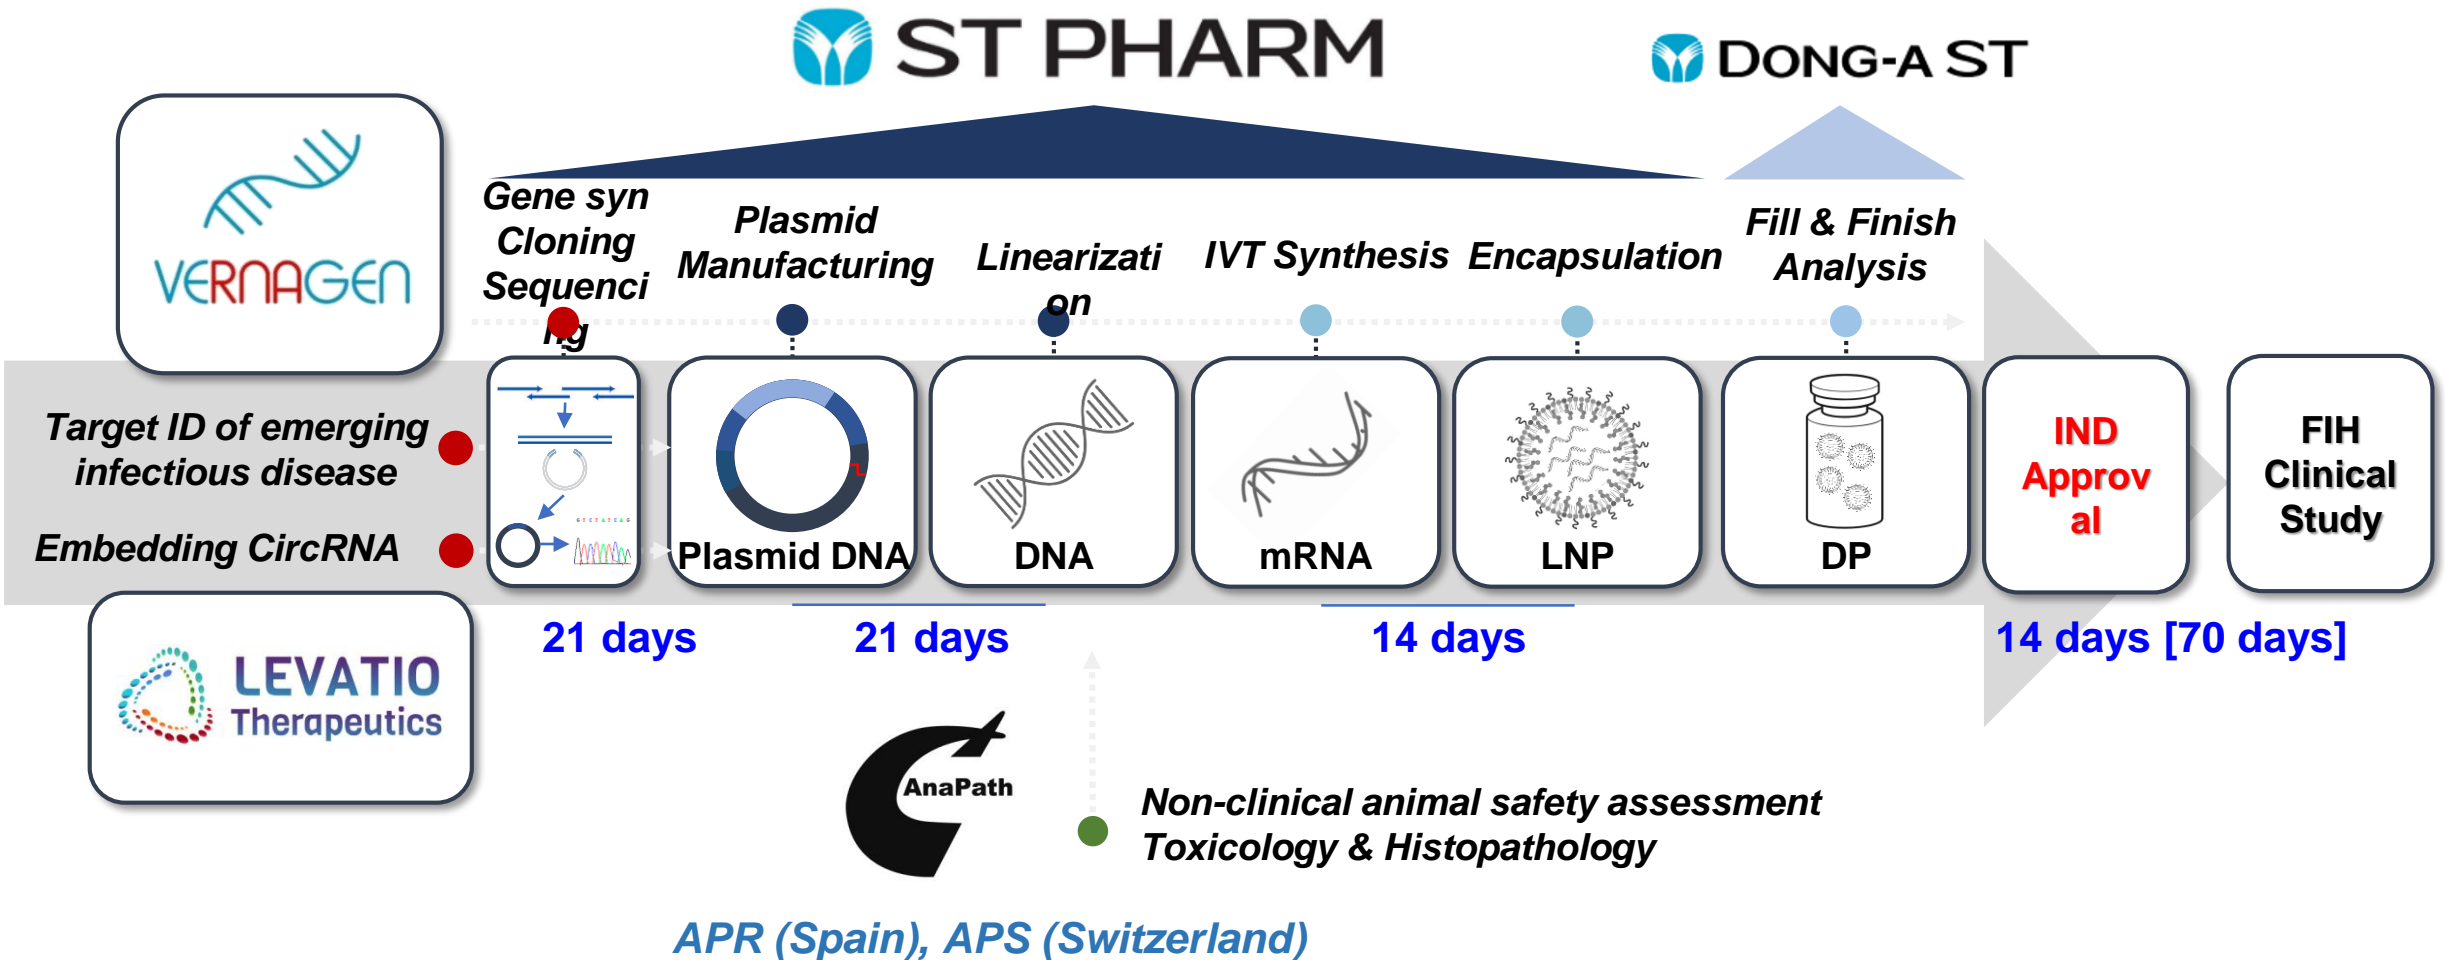 ST PHARM
DONG-A ST
VERNAGEN
Gene syn
Cloning
Sequenci
ng
Plasmid
Manufacturing
Linearizati
on
IVT Synthesis
Encapsulation
Fill & Finish
Analysis
Target ID of emerging
infectious disease
Embedding CircRNA
G T C T A T C A G
Plasmid DNA
DNA
mRNA
LNP
DP
IND
Approv
al
FIH
Clinical
Study
21 days
21 days
14 days
14 days [70 days]
LEVATIO
Therapeutics
AnaPath
Non-clinical animal safety assessment
Toxicology & Histopathology
APR (Spain), APS (Switzerland)